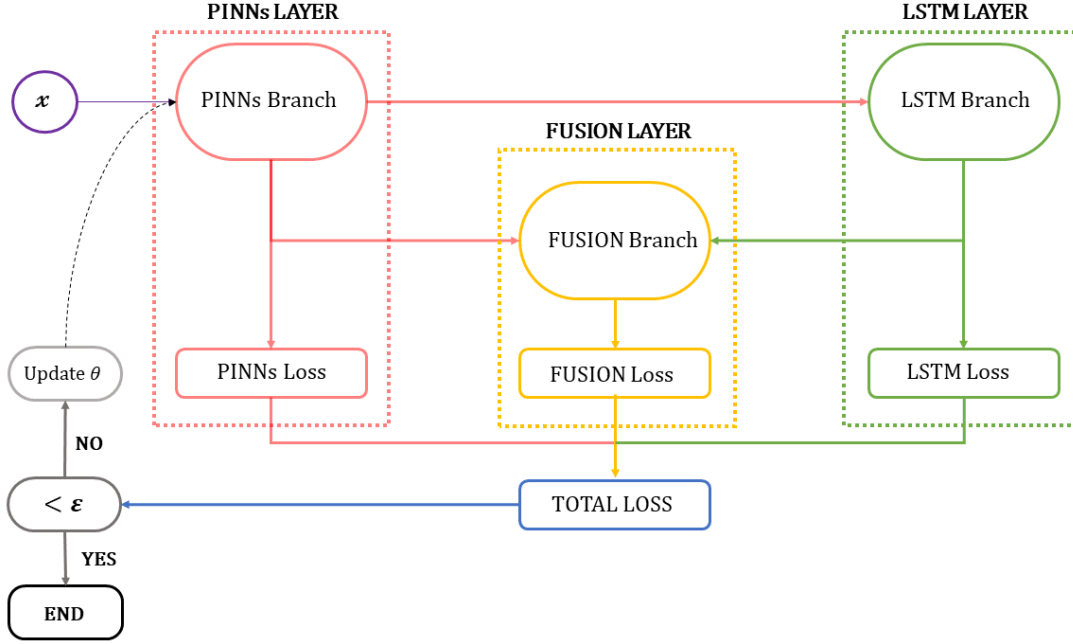 PINNs LAYER
LSTM LAYER
x
PINNs Branch
LSTM Branch
FUSION LAYER
FUSION Branch
Update θ
PINNs Loss
FUSION Loss
LSTM Loss
NO
< ε
TOTAL LOSS
YES
END